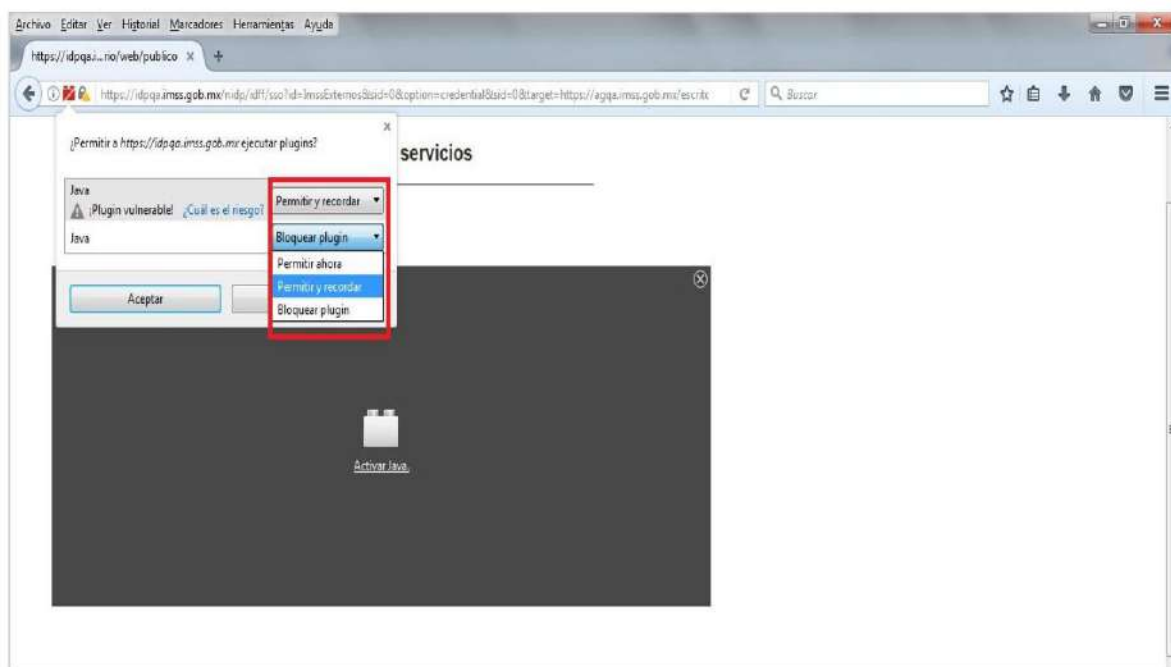 Archivo Editar Ver Historial Marcadores Herramientas Ayuda
https://idpqa.i...rio/web/publico
https://idpqa.imss.gob.mx/nidp/idff/sso?id=ImssExternos&sid=0&option=credential&sid=0&target=https://agqa.imss.gob.mx/escrito
Buscar
¿Permitir a https://idpqa.imss.gob.mx ejecutar plugins?
servicios
Java
¡Plugin vulnerable! ¿Cuál es el riesgo?
Permitir y recordar
Java
Bloquear plugin
Permitir ahora
Permitir y recordar
Bloquear plugin
Aceptar
Activar Java.